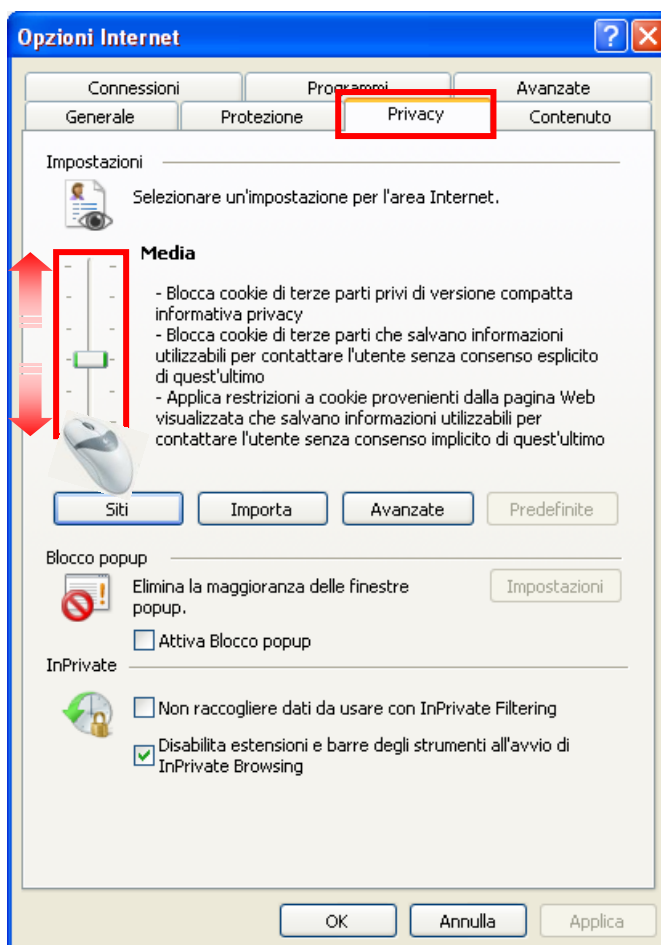 Opzioni Internet
Connessioni Programmi Avanzate
Generale Protezione Privacy Contenuto
Impostazioni
Selezionare un'impostazione per l'area Internet.
Media
- Blocca cookie di terze parti privi di versione compatta
informativa privacy
- Blocca cookie di terze parti che salvano informazioni
utilizzabili per contattare l'utente senza consenso esplicito
di quest'ultimo
- Applica restrizioni a cookie provenienti dalla pagina Web
visualizzata che salvano informazioni utilizzabili per
contattare l'utente senza consenso implicito di quest'ultimo
Siti Importa Avanzate Predefinite
Blocco popup
Elimina la maggioranza delle finestre
popup.
Impostazioni
Attiva Blocco popup
InPrivate
Non raccogliere dati da usare con InPrivate Filtering
Disabilita estensioni e barre degli strumenti all'avvio di
InPrivate Browsing
OK Annulla Applica